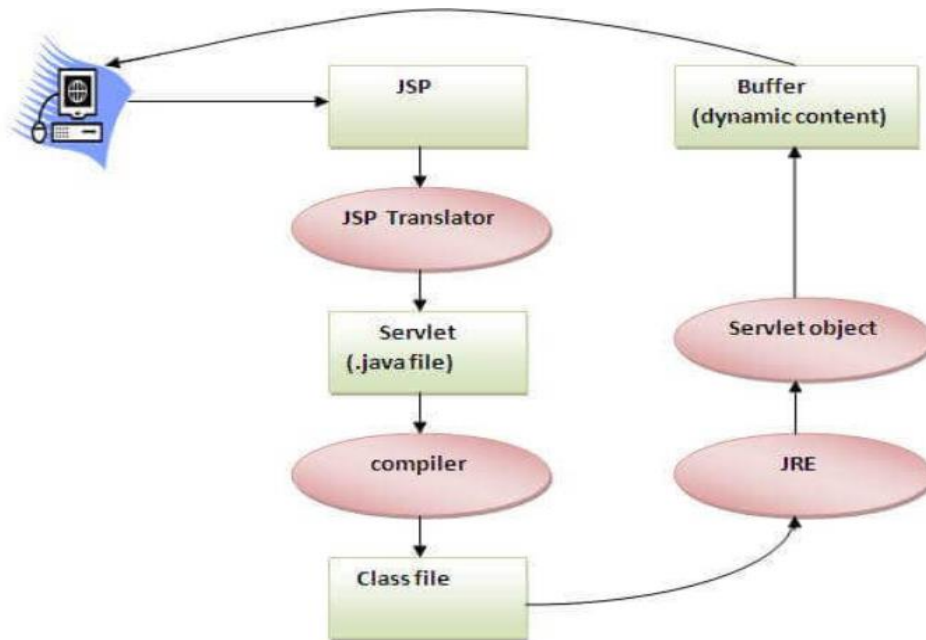 JSP
Buffer
(dynamic content)
JSP Translator
Servlet
(.java file)
Servlet object
compiler
JRE
Class file